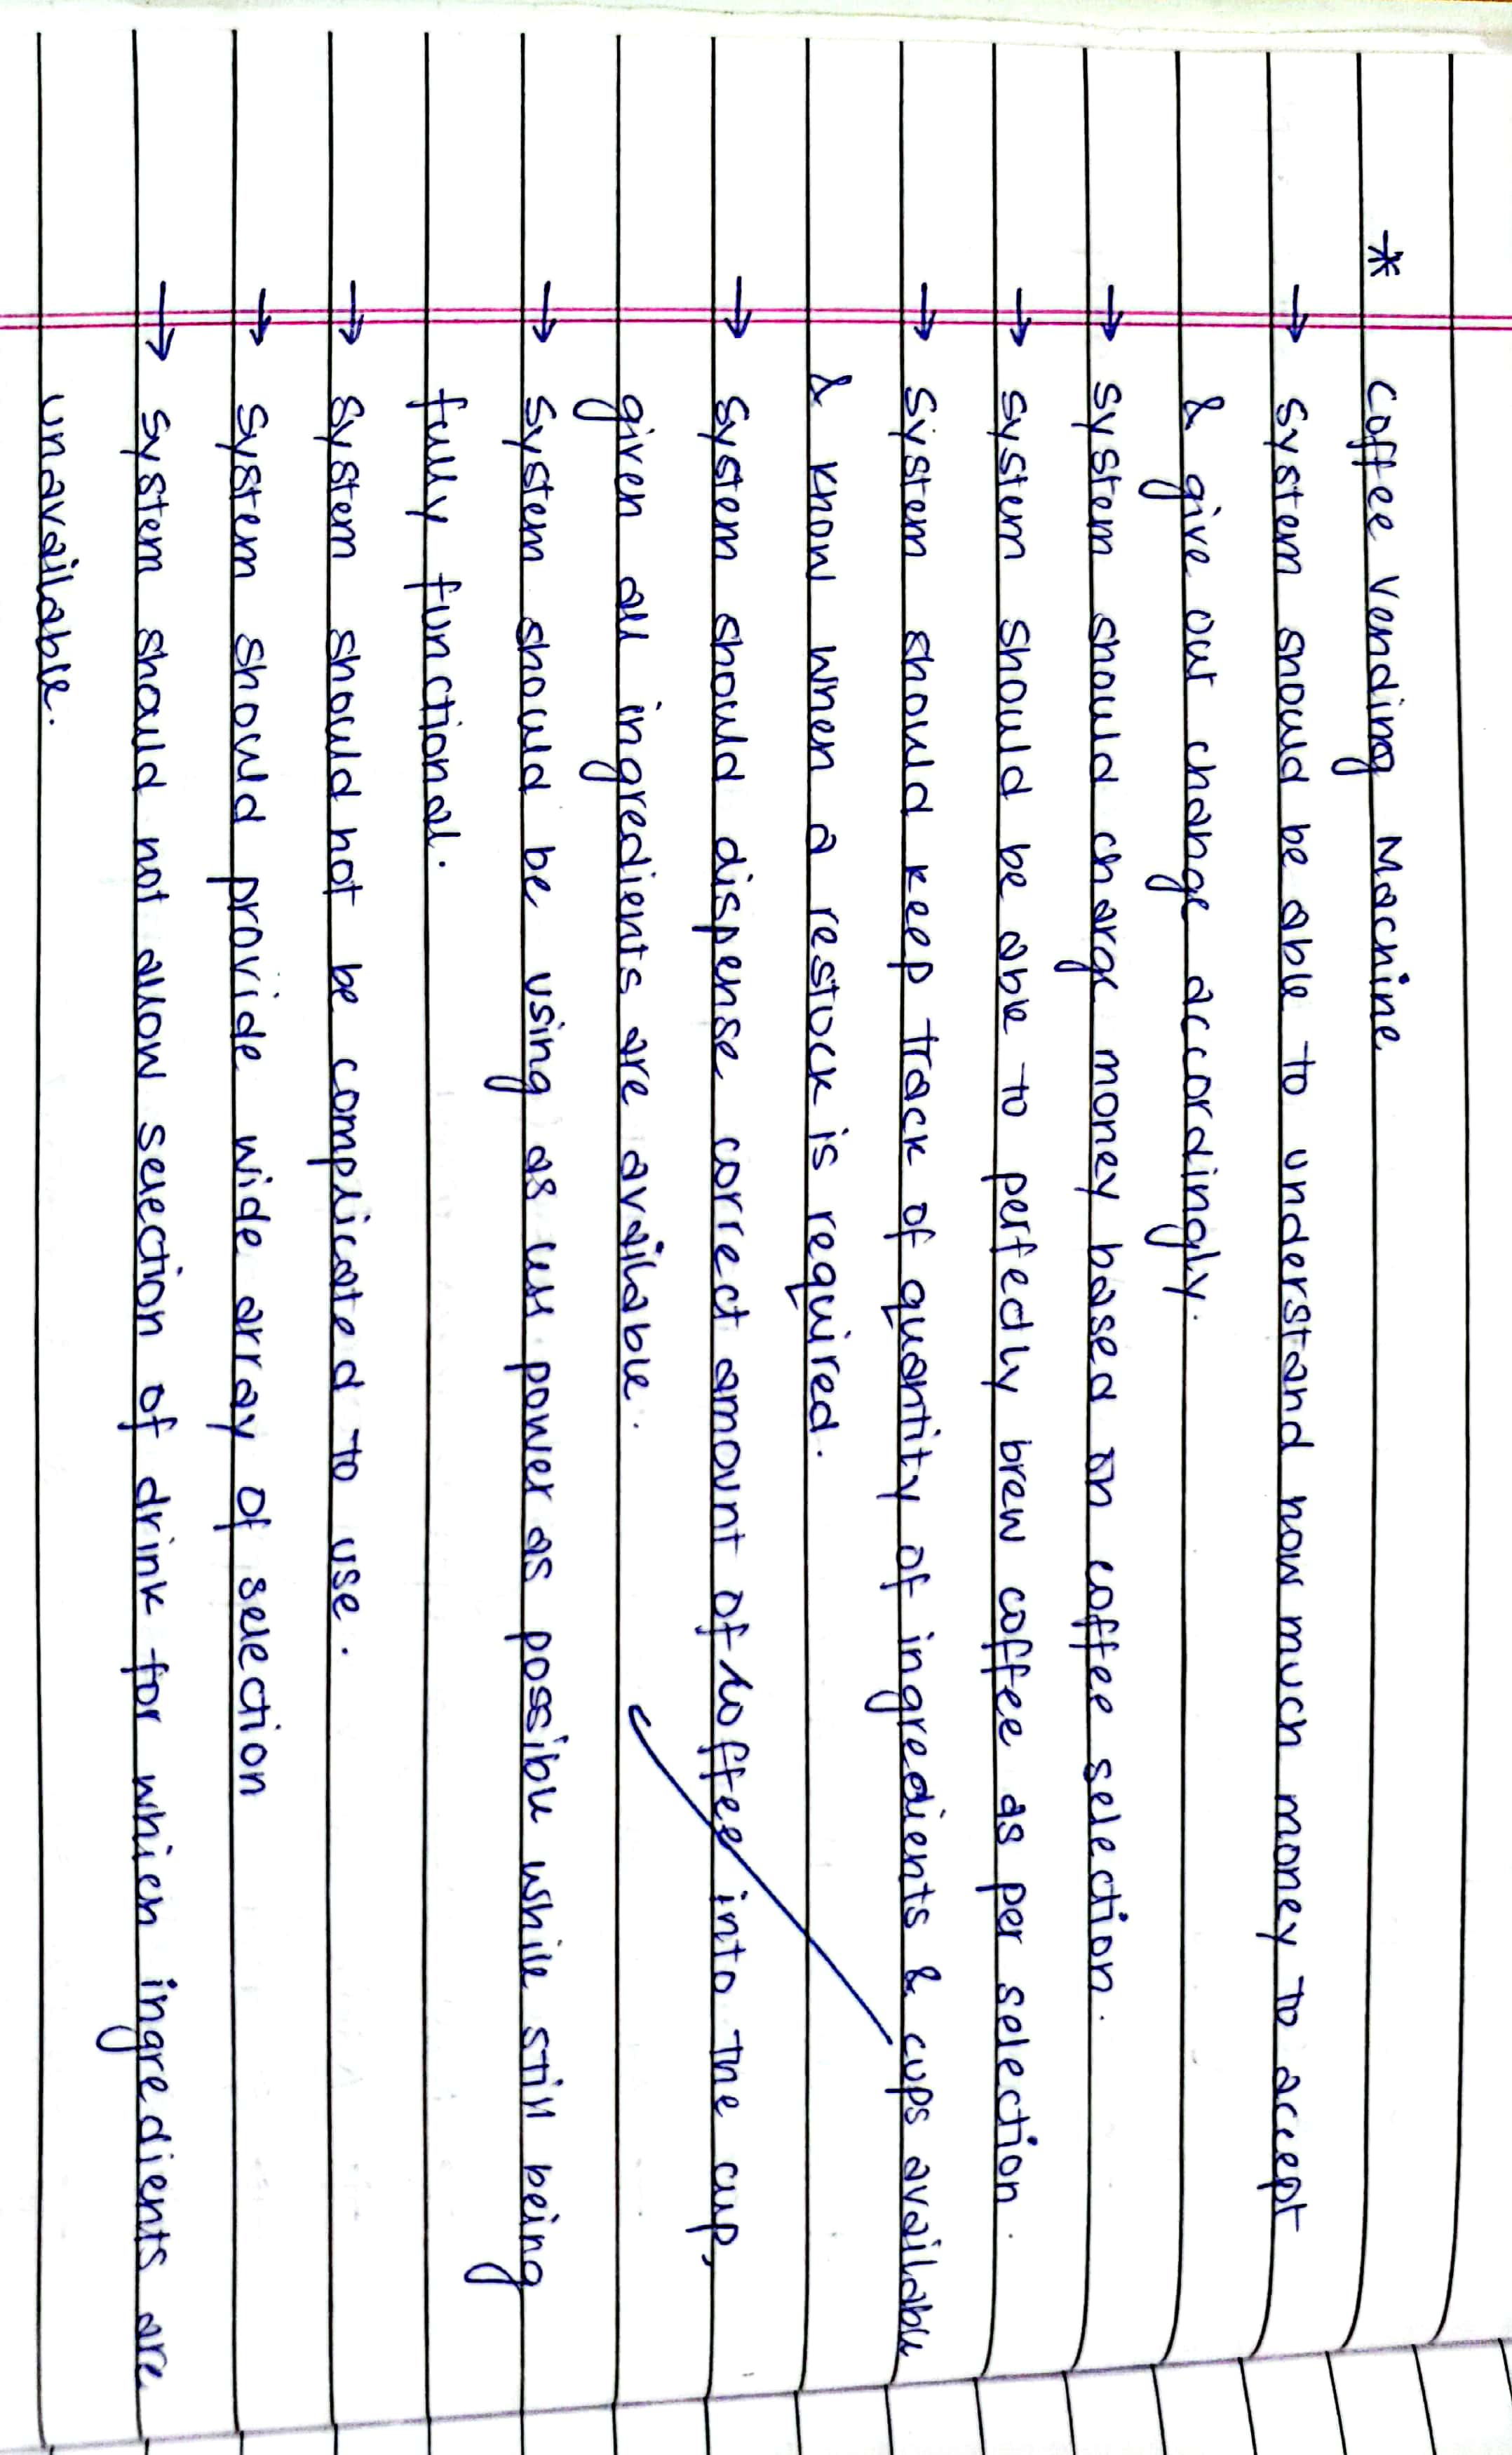 * Coffee Vending Machine
→ System should be able to understand how much money to accept
& give out change accordingly.
→ System should charge money based on coffee selection.
→ System should be able to perfectly brew coffee as per selection.
→ System should keep track of quantity of ingredients & cups available
& know when a restock is required.
→ System should dispense correct amount of coffee into the cup,
given all ingredients are available.
→ System should be using as less power as possible while still being
fully functional.
→ System should not be complicated to use.
→ System should provide wide array of selection
→ System should not allow selection of drink for which ingredients are
unavailable.